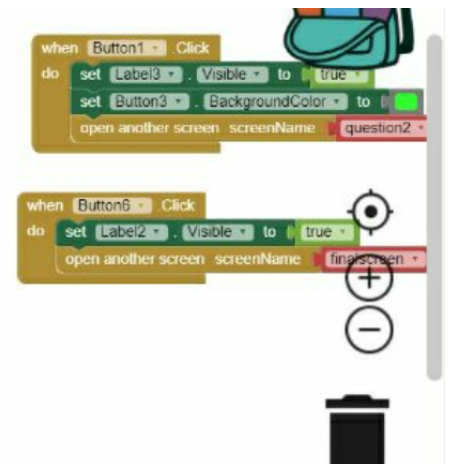 when Button1 .Click
do set Label3 . Visible to true
set Button3 . BackgroundColor to
open another screen screenName question2
when Button6 .Click
do set Label2 . Visible to true
open another screen screenName finalscreen